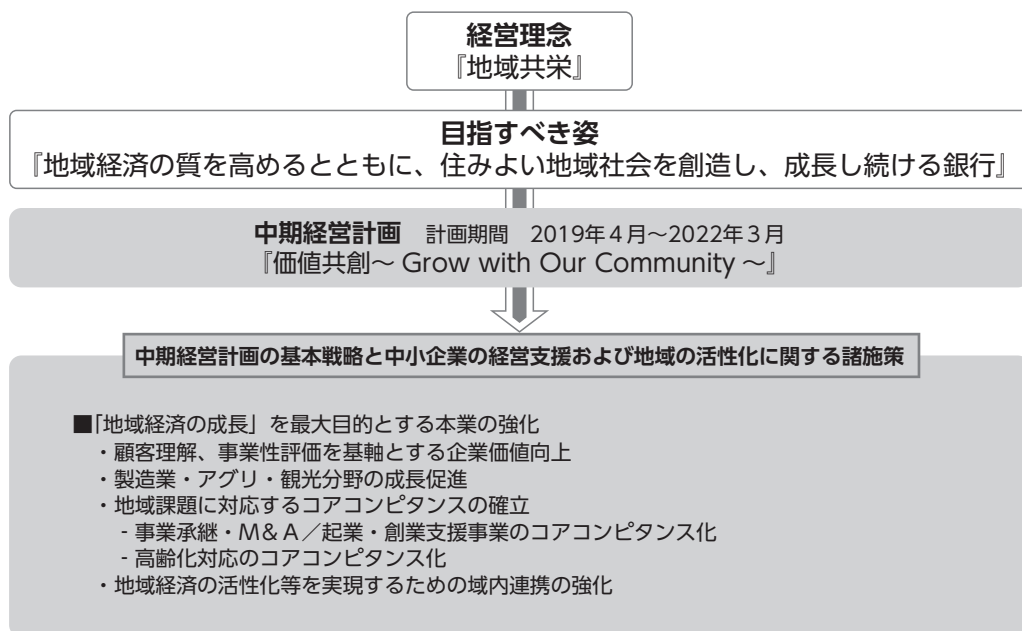 経営理念
『地域共栄』
目指すべき姿
『地域経済の質を高めるとともに、住みよい地域社会を創造し、成長し続ける銀行』
中期経営計画 計画期間 2019年4月～2022年3月
『価値共創～ Grow with Our Community ～』
中期経営計画の基本戦略と中小企業の経営支援および地域の活性化に関する諸施策
■「地域経済の成長」を最大目的とする本業の強化
・顧客理解、事業性評価を基軸とする企業価値向上
・製造業・アグリ・観光分野の成長促進
・地域課題に対応するコアコンピタンスの確立
- 事業承継・M&A／起業・創業支援事業のコアコンピタンス化
- 高齢化対応のコアコンピタンス化
・地域経済の活性化等を実現するための域内連携の強化